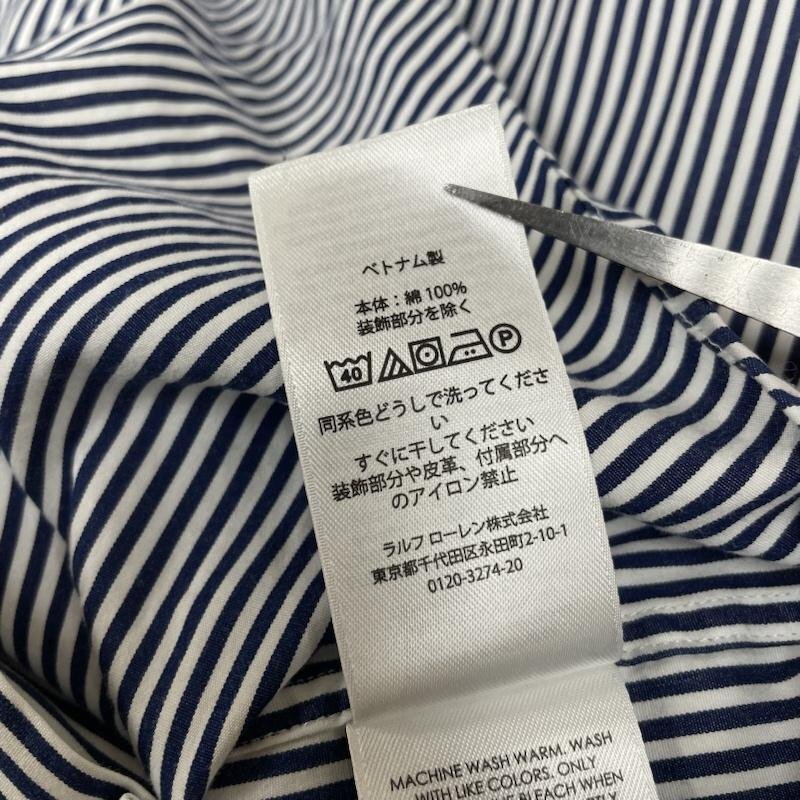 ベトナム製
本体：綿 100%
装飾部分を除く
40 P
同系色どうしで洗ってくださ
い
すぐに干してください
装飾部分や皮革、付属部分へ
のアイロン禁止
ラルフ ローレン株式会社
東京都千代田区永田町2-10-1
0120-3274-20
MACHINE WASH WARM. WASH
WITH LIKE COLORS. ONLY
BLEACH WHEN